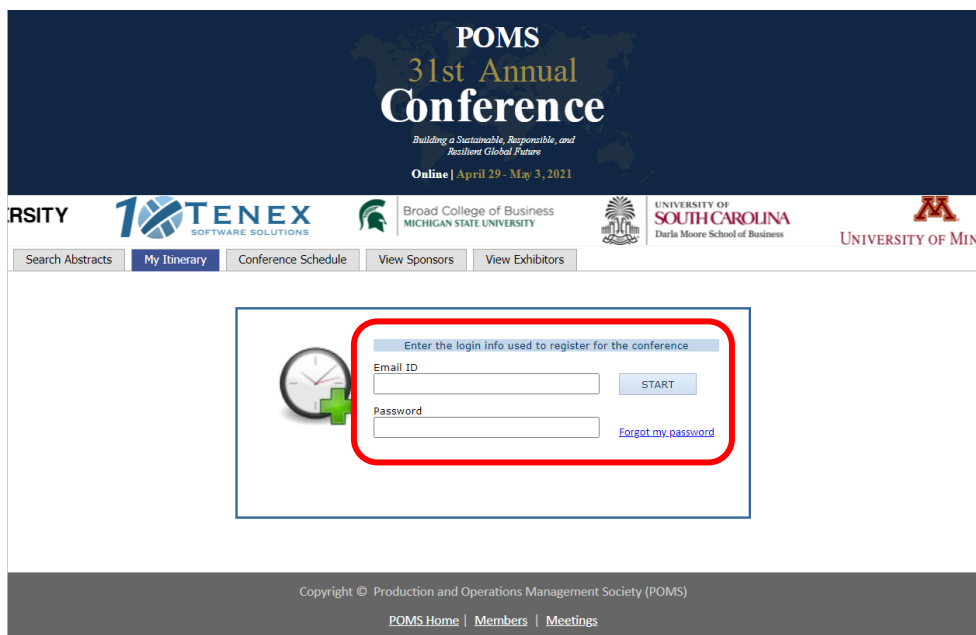 POMS
31st Annual
Conference
Building a Sustainable, Responsible, and
Resilient Global Future
Online | April 29 - May 3, 2021
RSITY
10 TENEX
SOFTWARE SOLUTIONS
Broad College of Business
MICHIGAN STATE UNIVERSITY
UNIVERSITY OF
SOUTH CAROLINA
Darla Moore School of Business
M
UNIVERSITY OF MIN
Search Abstracts My Itinerary Conference Schedule View Sponsors View Exhibitors
Enter the login info used to register for the conference
Email ID
START
Password
Forgot my password
Copyright © Production and Operations Management Society (POMS)
POMS Home | Members | Meetings